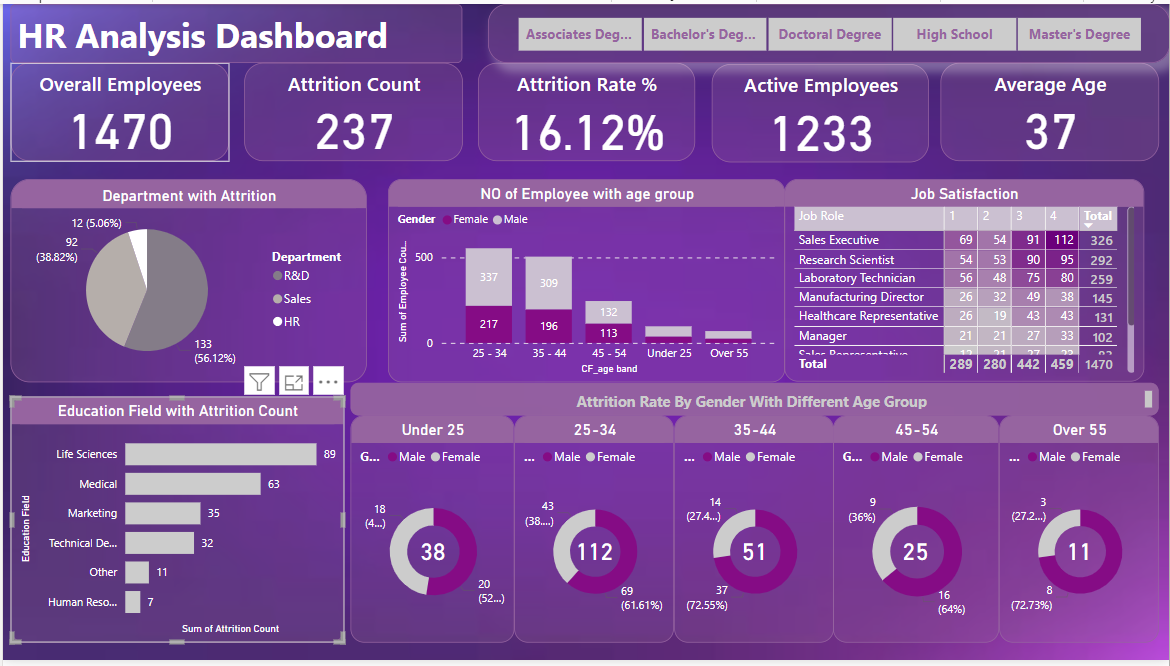 HR Analysis Dashboard
Associates Deg...
Bachelor's Deg...
Doctoral Degree
High School
Master's Degree
Overall Employees
1470
Attrition Count
237
Attrition Rate %
16.12%
Active Employees
1233
Average Age
37
Department with Attrition
12 (5.06%)
92
(38.82%)
133
(56.12%)
Department
R&D
Sales
HR
NO of Employee with age group
Gender Female Male
Sum of Employee Cou...
500
0
337
217
309
196
132
113
25 - 34
35 - 44
45 - 54
Under 25
Over 55
CF_age band
Job Satisfaction
Job Role 1 2 3 4 Total
Sales Executive 69 54 91 112 326
Research Scientist 54 53 90 95 292
Laboratory Technician 56 48 75 80 259
Manufacturing Director 26 32 49 38 145
Healthcare Representative 26 19 43 43 131
Manager 21 21 27 33 102
Sales Representative 12 21 27 23 83
Total 289 280 442 459 1470
Education Field with Attrition Count
Education Field
Life Sciences 89
Medical 63
Marketing 35
Technical De... 32
Other 11
Human Reso... 7
Sum of Attrition Count
Attrition Rate By Gender With Different Age Group
Under 25
G... Male Female
18
(4...)
38
20
(52...)
25-34
... Male Female
43
(38....)
112
69
(61.61%)
35-44
... Male Female
14
(27.4...)
51
37
(72.55%)
45-54
G... Male Female
9
(36%)
25
16
(64%)
Over 55
... Male Female
3
(27.2...)
11
8
(72.73%)